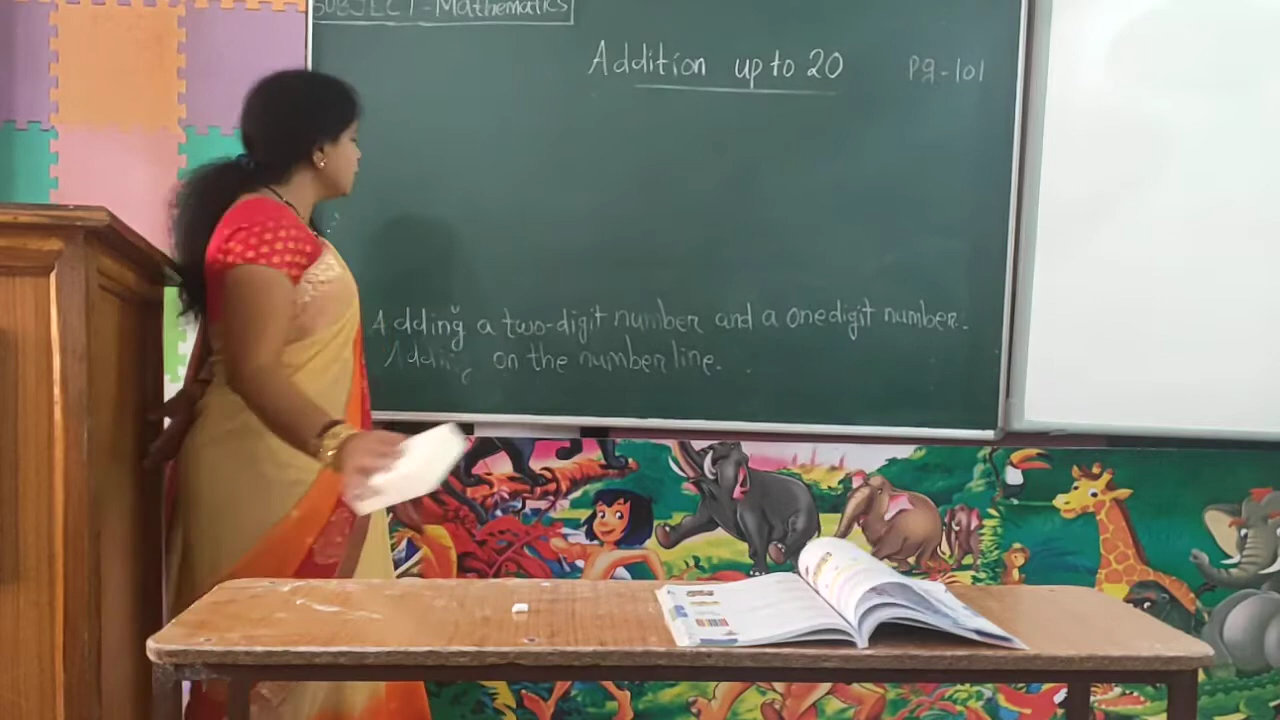 SUBJECT - Mathematics
Addition up to 20
Pg-101
Adding a two-digit number and a onedigit number.
Adding on the number line.